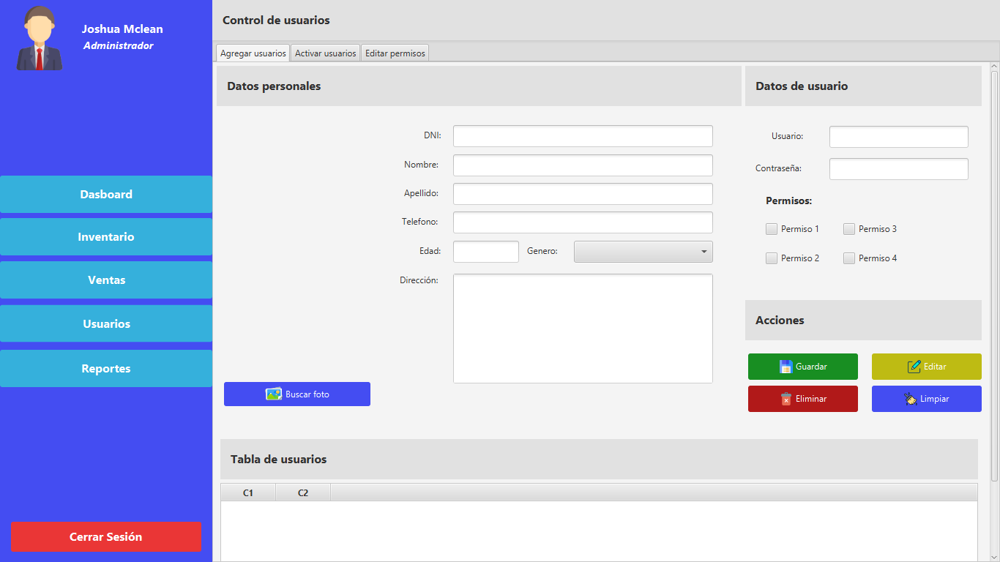 Joshua Mclean
Administrador
Dasboard
Inventario
Ventas
Usuarios
Reportes
Cerrar Sesión
Control de usuarios
Agregar usuarios
Activar usuarios
Editar permisos
Datos personales
DNI:
Nombre:
Apellido:
Telefono:
Edad:
Genero:
Dirección:
Buscar foto
Datos de usuario
Usuario:
Contraseña:
Permisos:
Permiso 1
Permiso 3
Permiso 2
Permiso 4
Acciones
Guardar
Editar
Eliminar
Limpiar
Tabla de usuarios
C1
C2